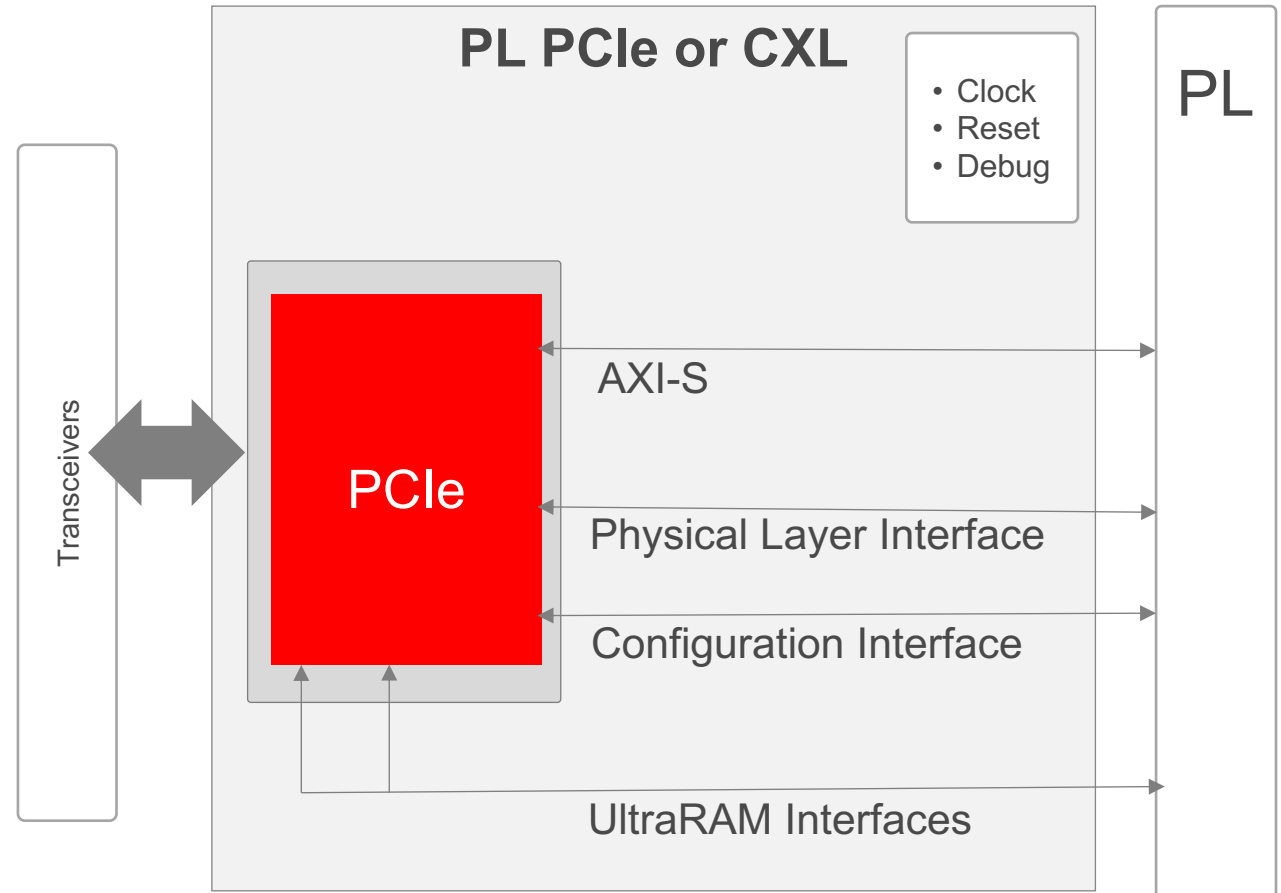 PL PCIe or CXL
• Clock
• Reset
• Debug
PL
Transceivers
PCIe
AXI-S
Physical Layer Interface
Configuration Interface
UltraRAM Interfaces